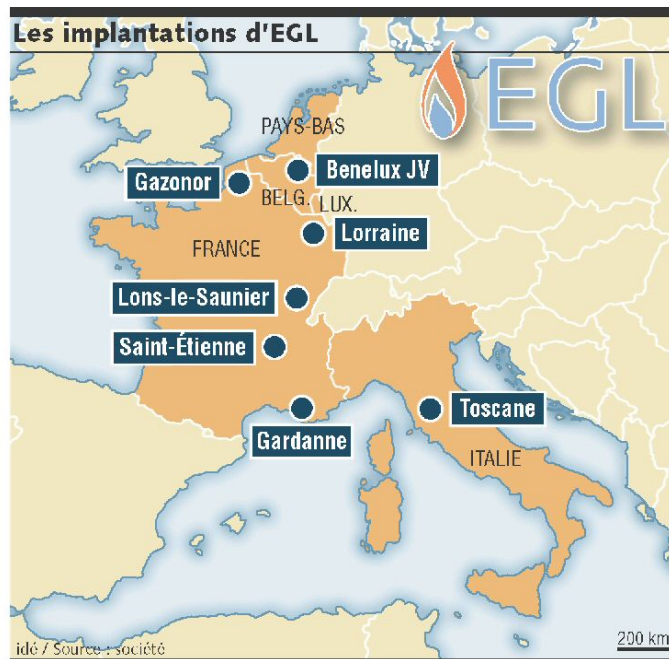 Les implantations d'EGL
EGL
PAYS-BAS
Gazonor
Benelux JV
BELG.
LUX.
Lorraine
FRANCE
Lons-le-Saunier
Saint-Étienne
Gardanne
Toscane
ITALIE
idé / Source : société
200 km